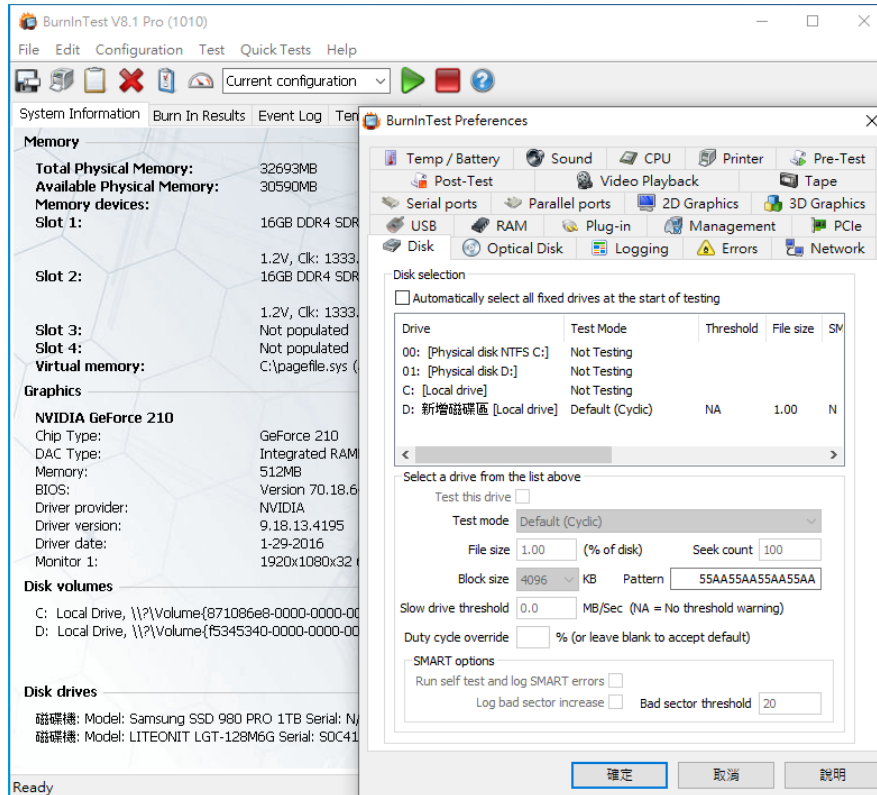 BurnInTest V8.1 Pro (1010)
File Edit Configuration Test Quick Tests Help
Current configuration
System Information Burn In Results Event Log Ten
Memory
Total Physical Memory: 32693MB
Available Physical Memory: 30590MB
Memory devices:
Slot 1: 16GB DDR4 SDR
1.2V, Clk: 1333.
Slot 2: 16GB DDR4 SDR
1.2V, Clk: 1333.
Slot 3: Not populated
Slot 4: Not populated
Virtual memory: C:\pagefile.sys (
Graphics
NVIDIA GeForce 210
Chip Type: GeForce 210
DAC Type: Integrated RAM
Memory: 512MB
BIOS: Version 70.18.6
Driver provider: NVIDIA
Driver version: 9.18.13.4195
Driver date: 1-29-2016
Monitor 1: 1920x1080x32
Disk volumes
C: Local Drive, \\?\Volume{871086e8-0000-0000-00
D: Local Drive, \\?\Volume{f5345340-0000-0000-00
Disk drives
磁碟機: Model: Samsung SSD 980 PRO 1TB Serial: N/
磁碟機: Model: LITEONIT LGT-128M6G Serial: S0C41
Ready
BurnInTest Preferences
Temp / Battery Sound CPU Printer Pre-Test
Post-Test Video Playback Tape
Serial ports Parallel ports 2D Graphics 3D Graphics
USB RAM Plug-in Management PCIe
Disk Optical Disk Logging Errors Network
Disk selection
Automatically select all fixed drives at the start of testing
Drive Test Mode Threshold File size SM
00: [Physical disk NTFS C:] Not Testing
01: [Physical disk D:] Not Testing
C: [Local drive] Not Testing
D: 新增磁碟區 [Local drive] Default (Cyclic) NA 1.00 N
Select a drive from the list above
Test this drive
Test mode Default (Cyclic)
File size 1.00 (% of disk) Seek count 100
Block size 4096 KB Pattern 55AA55AA55AA55AA
Slow drive threshold 0.0 MB/Sec (NA = No threshold warning)
Duty cycle override % (or leave blank to accept default)
SMART options
Run self test and log SMART errors
Log bad sector increase Bad sector threshold 20
確定 取消 說明